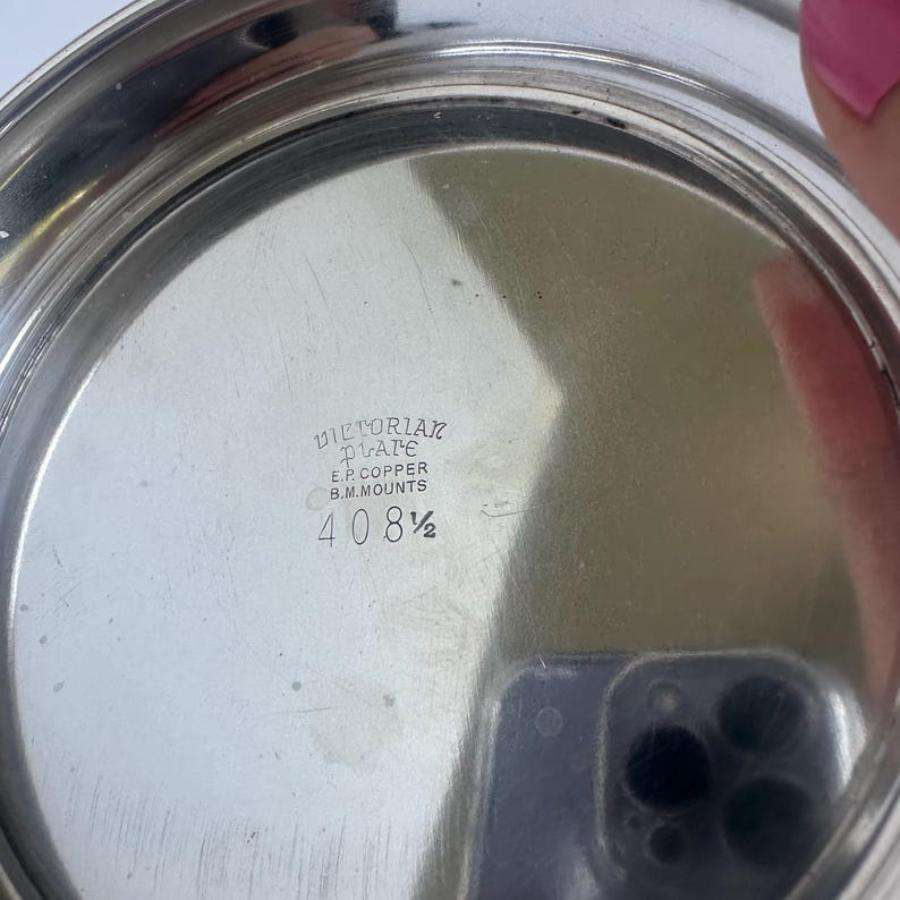 VICTORIAN
PLATE
E.P. COPPER
B.M.MOUNTS
408½